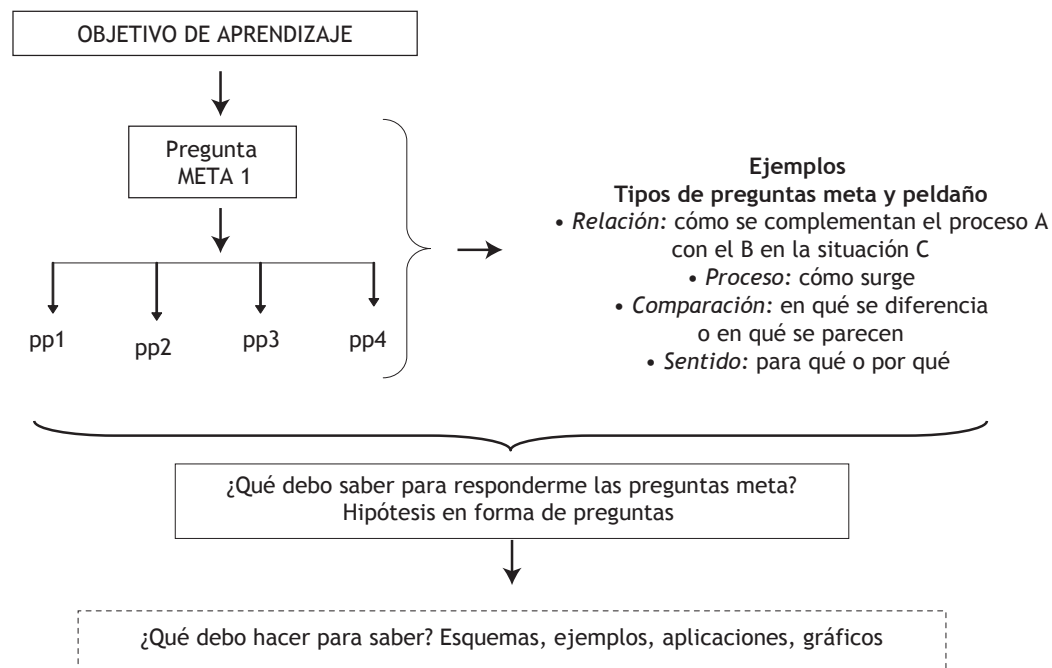 OBJETIVO DE APRENDIZAJE
Pregunta
META 1
pp1
pp2
pp3
pp4
Ejemplos
Tipos de preguntas meta y peldaño
• Relación: cómo se complementan el proceso A
con el B en la situación C
• Proceso: cómo surge
• Comparación: en qué se diferencia
o en qué se parecen
• Sentido: para qué o por qué
¿Qué debo saber para responderme las preguntas meta?
Hipótesis en forma de preguntas
¿Qué debo hacer para saber? Esquemas, ejemplos, aplicaciones, gráficos